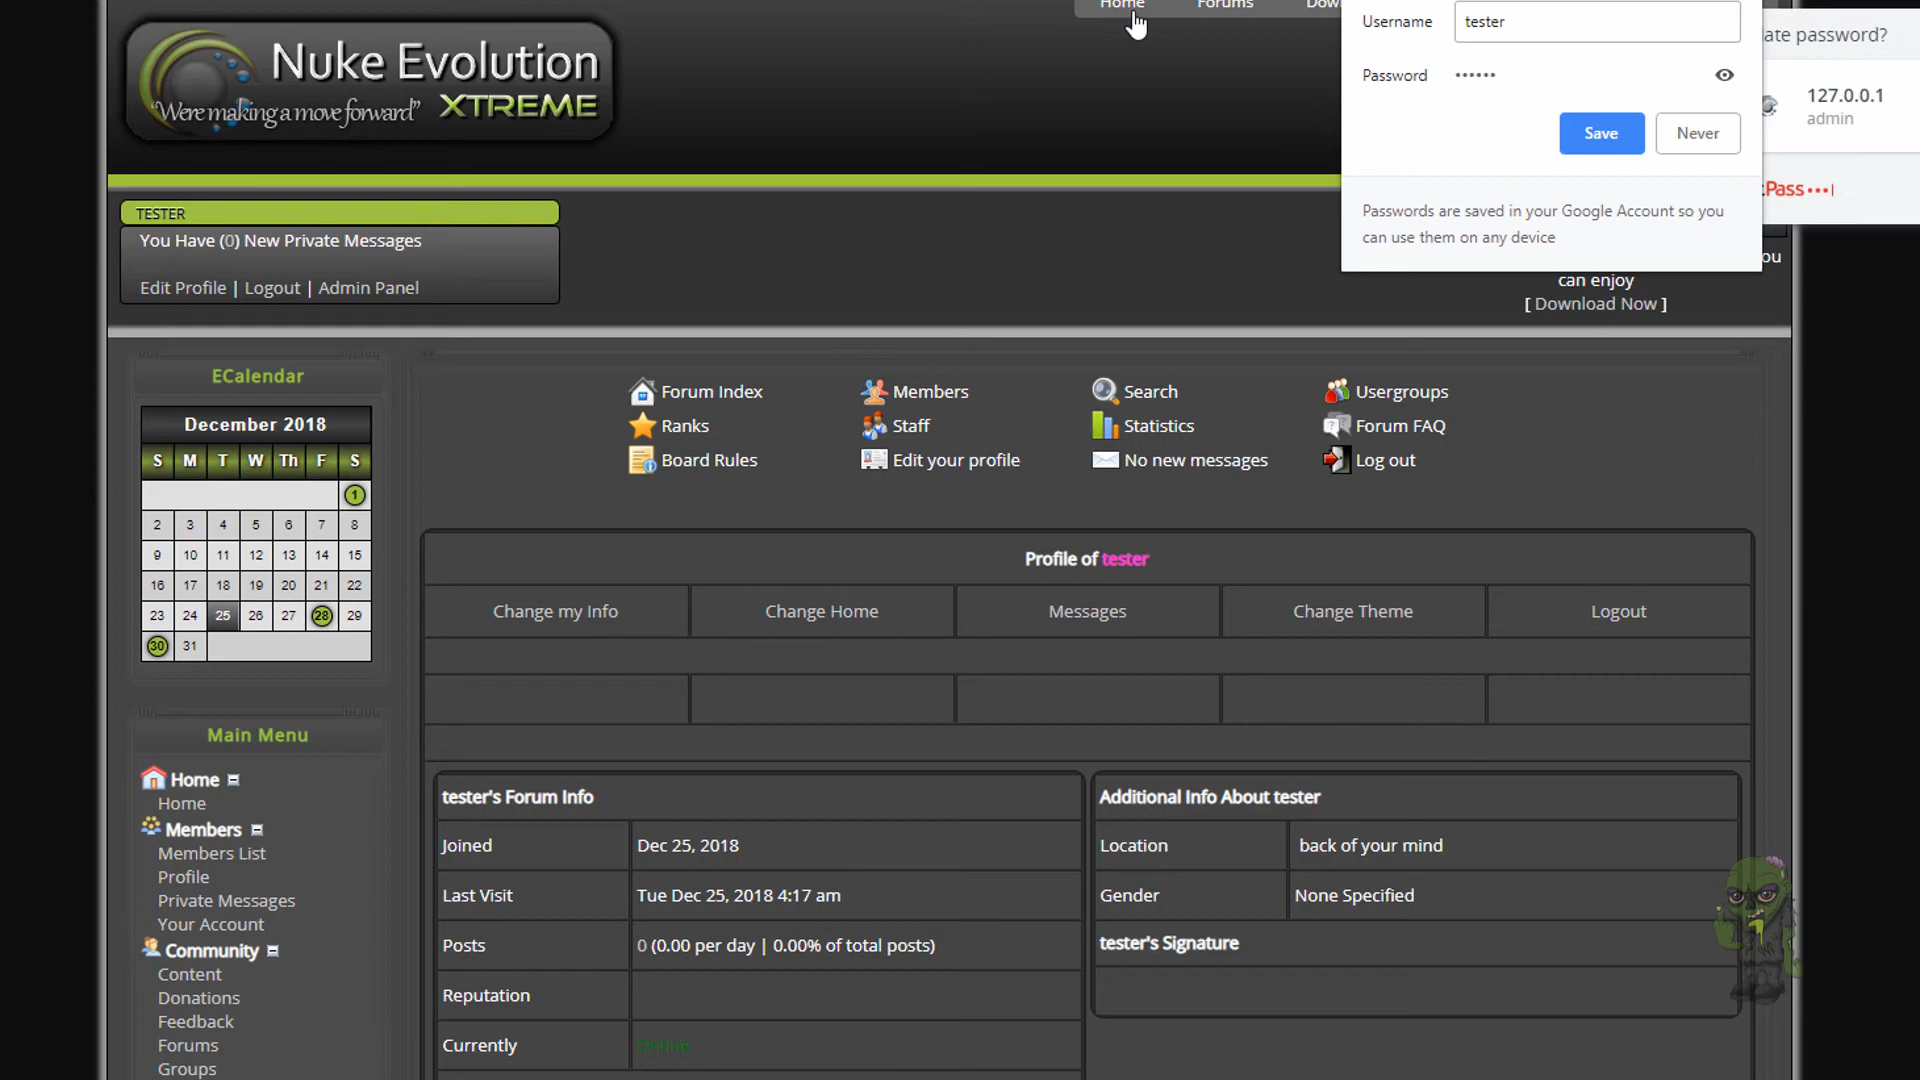 Home Forums Dow
Username tester
ate password?
Password ••••••
127.0.0.1
admin
Save Never
Pass•••|
Passwords are saved in your Google Account so you
can use them on any device
Nuke Evolution
"Were making a move forward" XTREME
TESTER
You Have (0) New Private Messages
Edit Profile | Logout | Admin Panel
you
can enjoy
[ Download Now ]
ECalendar
December 2018
S M T W Th F S
1
2 3 4 5 6 7 8
9 10 11 12 13 14 15
16 17 18 19 20 21 22
23 24 25 26 27 28 29
30 31
Main Menu
Home
Home
Members
Members List
Profile
Private Messages
Your Account
Community
Content
Donations
Feedback
Forums
Groups
Forum Index Members Search Usergroups
Ranks Staff Statistics Forum FAQ
Board Rules Edit your profile No new messages Log out
Profile of tester
Change my Info Change Home Messages Change Theme Logout
tester's Forum Info
Joined Dec 25, 2018
Last Visit Tue Dec 25, 2018 4:17 am
Posts 0 (0.00 per day | 0.00% of total posts)
Reputation
Currently Online
Additional Info About tester
Location back of your mind
Gender None Specified
tester's Signature